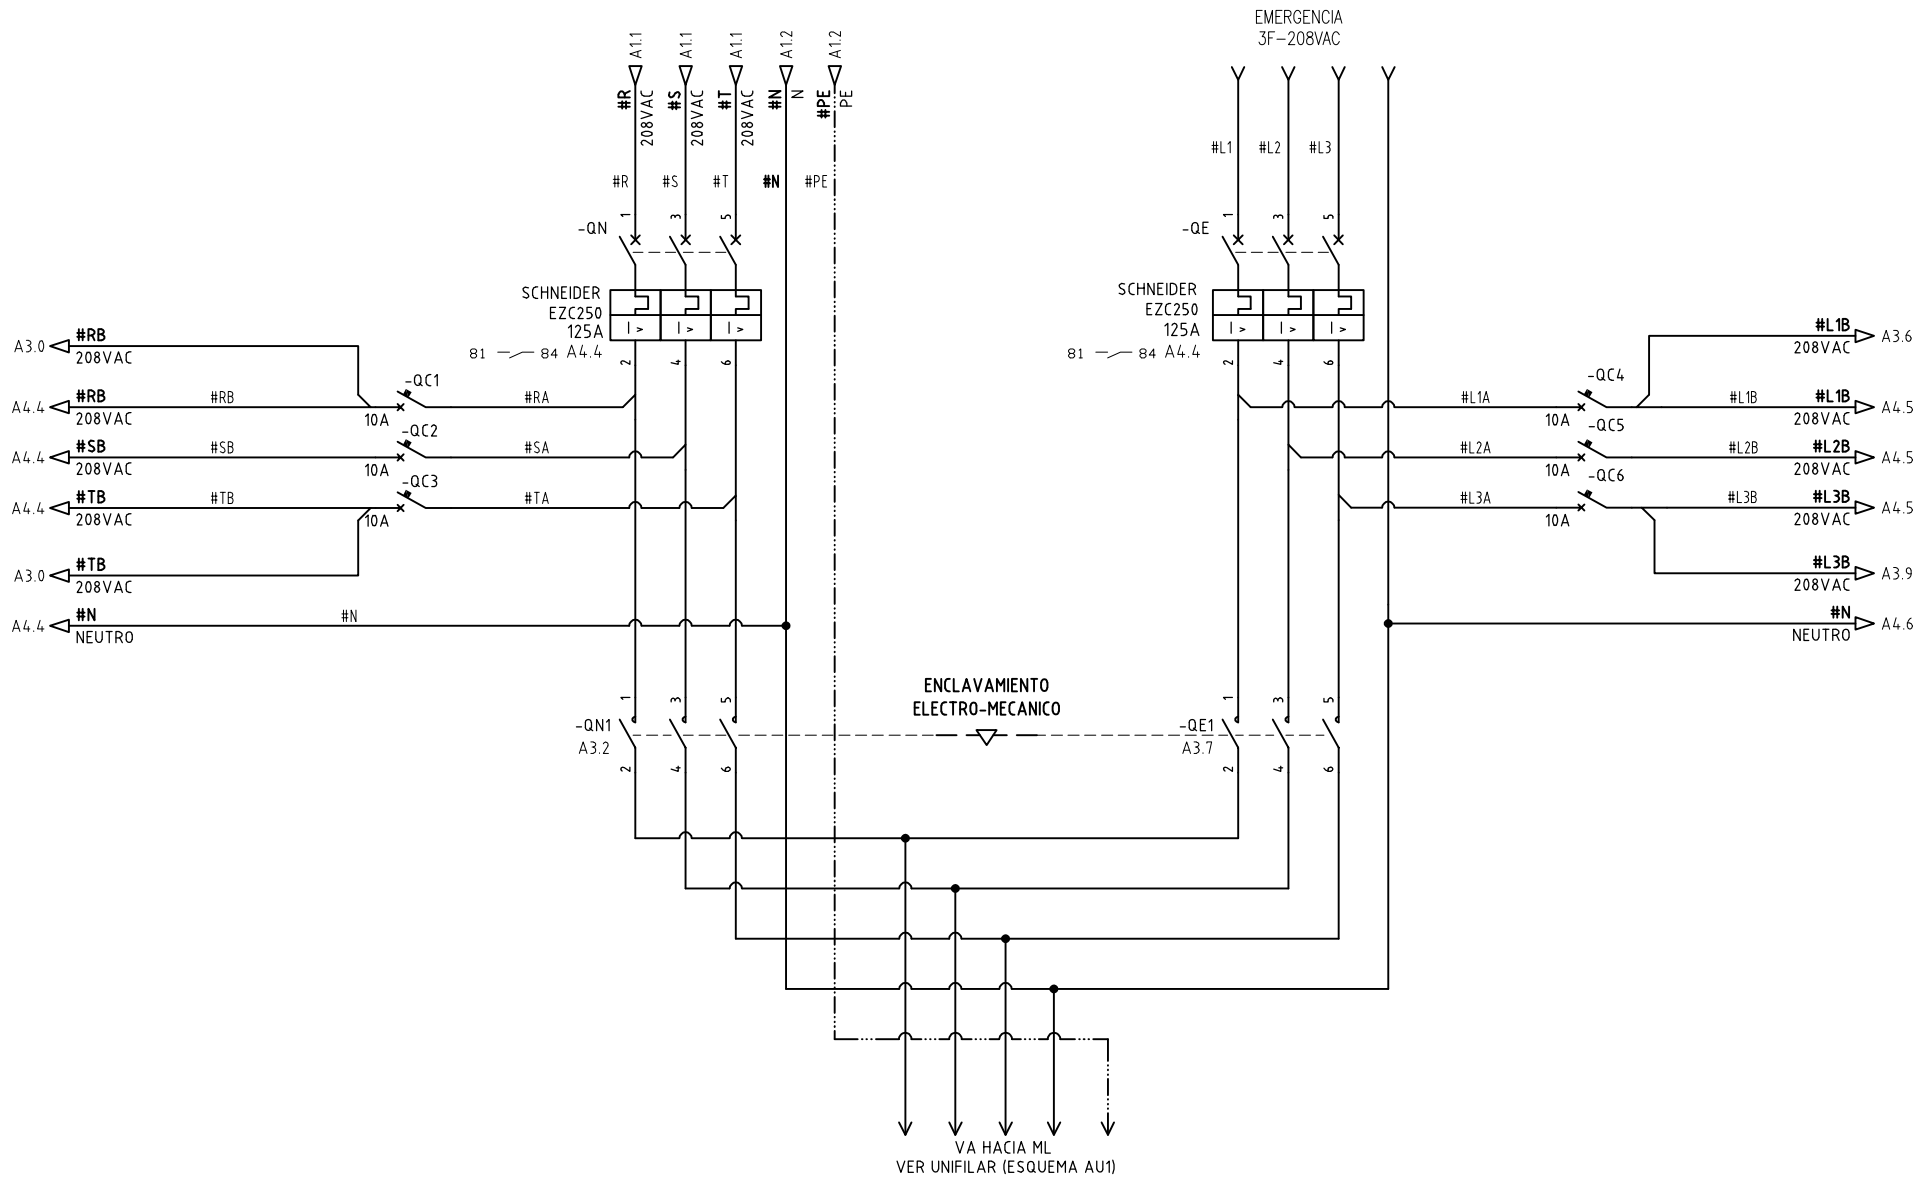 EMERGENCIA
3F-208VAC
A1.1
A1.1
A1.1
A1.2
A1.2
#R
208VAC
#S
208VAC
#T
208VAC
#N
N
#PE
PE
#L1
#L2
#L3
#R
#S
#T
#N
#PE
1
3
5
-QN
1
3
5
-QE
SCHNEIDER
EZC250
125A
81
84
A4.4
I >
I >
I >
2
4
6
SCHNEIDER
EZC250
125A
81
84
A4.4
I >
I >
I >
2
4
6
A3.0
#RB
208VAC
A4.4
#RB
208VAC
#RB
-QC1
10A
#RA
A4.4
#SB
208VAC
#SB
-QC2
10A
#SA
A4.4
#TB
208VAC
#TB
-QC3
10A
#TA
A3.0
#TB
208VAC
A4.4
#N
NEUTRO
#N
#L1B
208VAC
A3.6
#L1A
-QC4
10A
#L1B
#L1B
208VAC
A4.5
#L2A
-QC5
10A
#L2B
#L2B
208VAC
A4.5
#L3A
-QC6
10A
#L3B
#L3B
208VAC
A4.5
#L3B
208VAC
A3.9
#N
NEUTRO
A4.6
ENCLAVAMIENTO
ELECTRO-MECANICO
-QN1
A3.2
1
3
5
2
4
6
-QE1
A3.7
1
3
5
2
4
6
VA HACIA ML
VER UNIFILAR (ESQUEMA AU1)